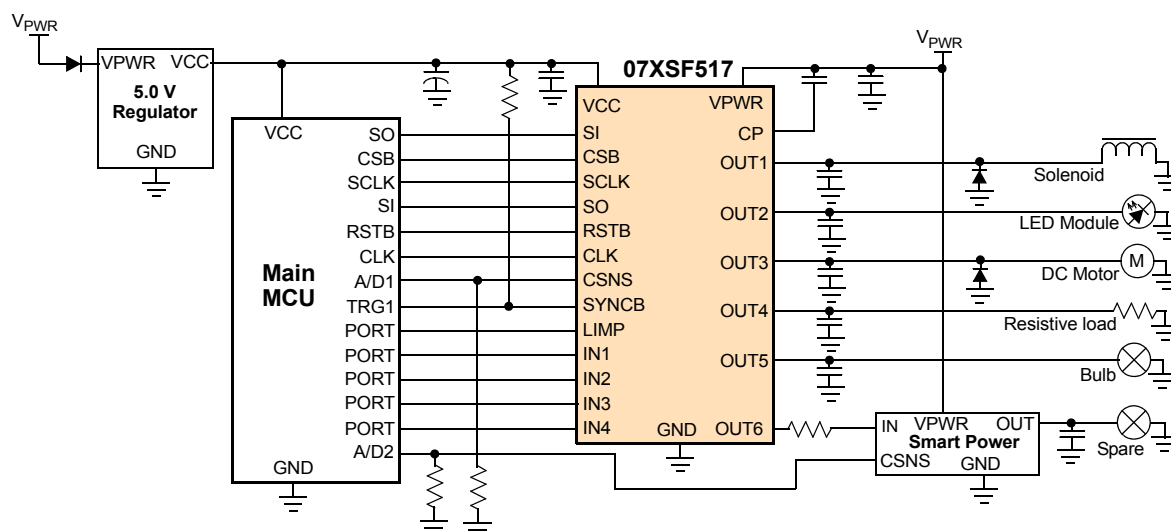 VPWR
VPWR VCC
5.0 V
Regulator
GND
VCC
Main
MCU
SO
CSB
SCLK
SI
RSTB
CLK
A/D1
TRG1
PORT
PORT
PORT
PORT
PORT
A/D2
GND
07XSF517
VCC
SI
CSB
SCLK
SO
RSTB
CLK
CSNS
SYNCB
LIMP
IN1
IN2
IN3
IN4
GND
VPWR
CP
OUT1
OUT2
OUT3
OUT4
OUT5
OUT6
VPWR
Solenoid
LED Module
M
DC Motor
Resistive load
Bulb
IN VPWR OUT
Smart Power
CSNS GND
Spare